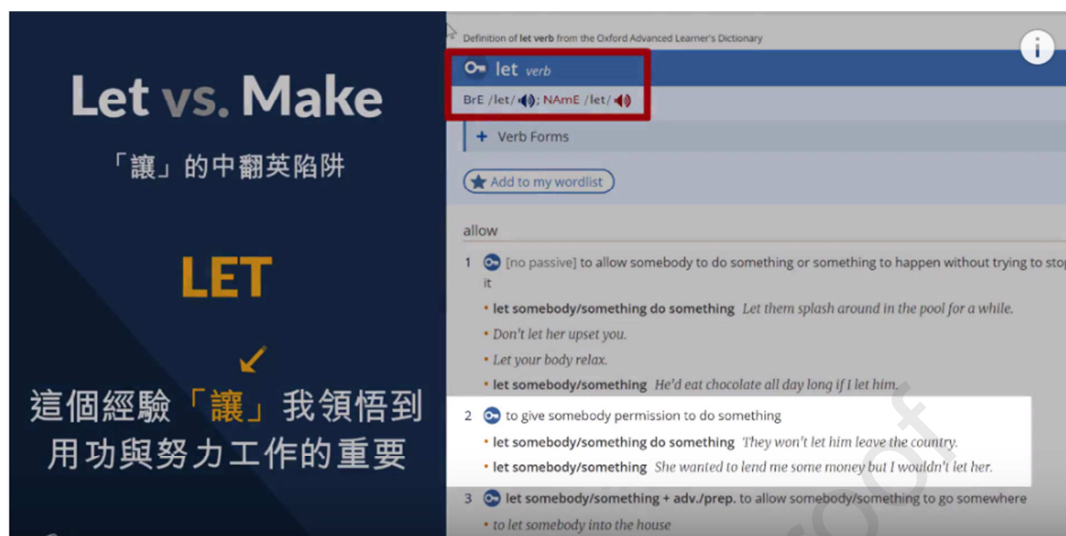 Let vs. Make
「讓」的中翻英陷阱
LET
這個經驗「讓」我領悟到
用功與努力工作的重要
Definition of let verb from the Oxford Advanced Learner's Dictionary
let verb
BrE /let/ ; NAmE /let/
+ Verb Forms
Add to my wordlist
allow
1 [no passive] to allow somebody to do something or something to happen without trying to stop
it
• let somebody/something do something Let them splash around in the pool for a while.
• Don't let her upset you.
• Let your body relax.
• let somebody/something He'd eat chocolate all day long if I let him.
2 to give somebody permission to do something
• let somebody/something do something They won't let him leave the country.
• let somebody/something She wanted to lend me some money but I wouldn't let her.
3 let somebody/something + adv./prep. to allow somebody/something to go somewhere
• to let somebody into the house
i